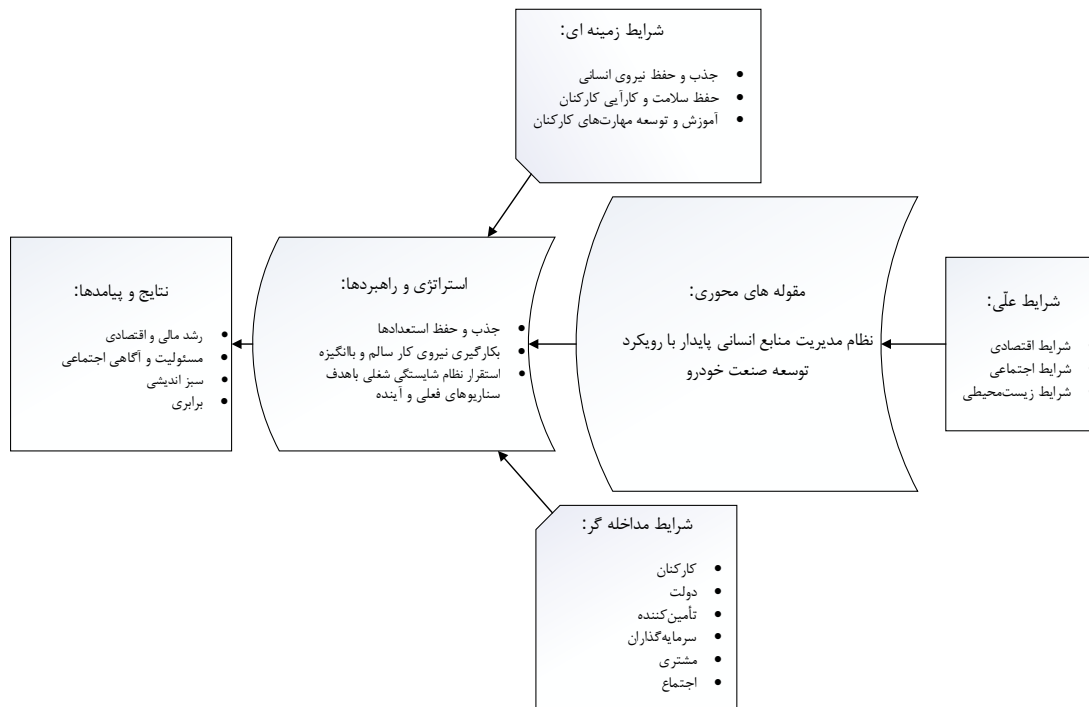 شرایط زمینه ای:
• جذب و حفظ نیروی انسانی
• حفظ سلامت و کارآیی کارکنان
• آموزش و توسعه مهارت‌های کارکنان
شرایط علّی:
شرایط اقتصادی
شرایط اجتماعی
شرایط زیست‌محیطی
مقوله های محوری:
نظام مدیریت منابع انسانی پایدار با رویکرد
توسعه صنعت خودرو
استراتژی و راهبردها:
• جذب و حفظ استعدادها
• بکارگیری نیروی کار سالم و باانگیزه
• استقرار نظام شایستگی شغلی باهدف
سناریوهای فعلی و آینده
نتایج و پیامدها:
• رشد مالی و اقتصادی
• مسئولیت و آگاهی اجتماعی
• سبز اندیشی
• برابری
شرایط مداخله گر:
• کارکنان
• دولت
• تأمین‌کننده
• سرمایه‌گذاران
• مشتری
• اجتماع